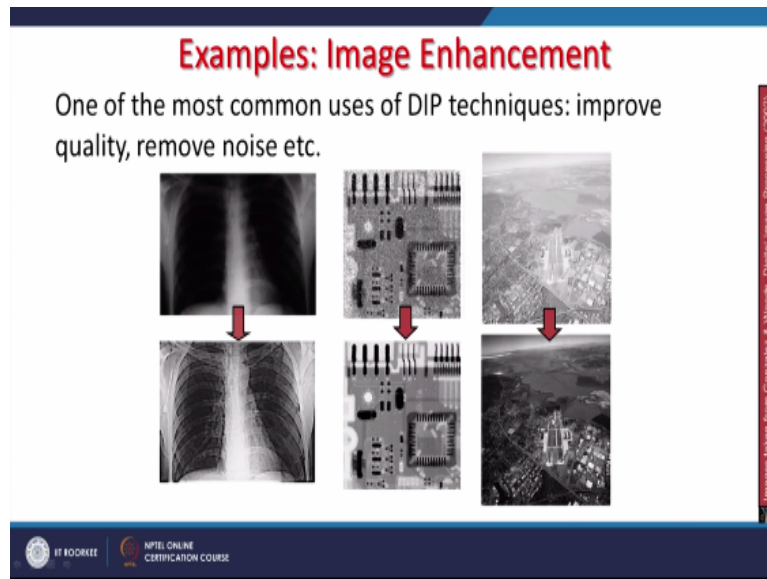 Examples: Image Enhancement
One of the most common uses of DIP techniques: improve
quality, remove noise etc.
IIT ROORKEE
NPTEL ONLINE
CERTIFICATION COURSE